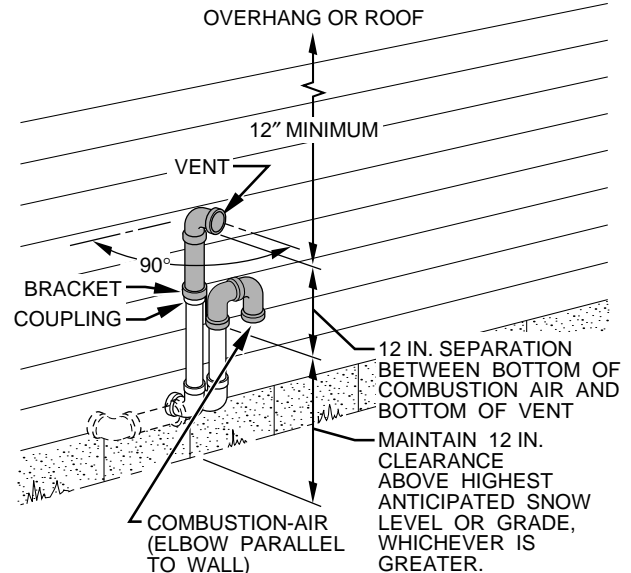 OVERHANG OR ROOF
12″ MINIMUM
VENT
90°
BRACKET
COUPLING
12 IN. SEPARATION
BETWEEN BOTTOM OF
COMBUSTION AIR AND
BOTTOM OF VENT
MAINTAIN 12 IN.
CLEARANCE
ABOVE HIGHEST
ANTICIPATED SNOW
LEVEL OR GRADE,
WHICHEVER IS
GREATER.
COMBUSTION-AIR
(ELBOW PARALLEL
TO WALL)